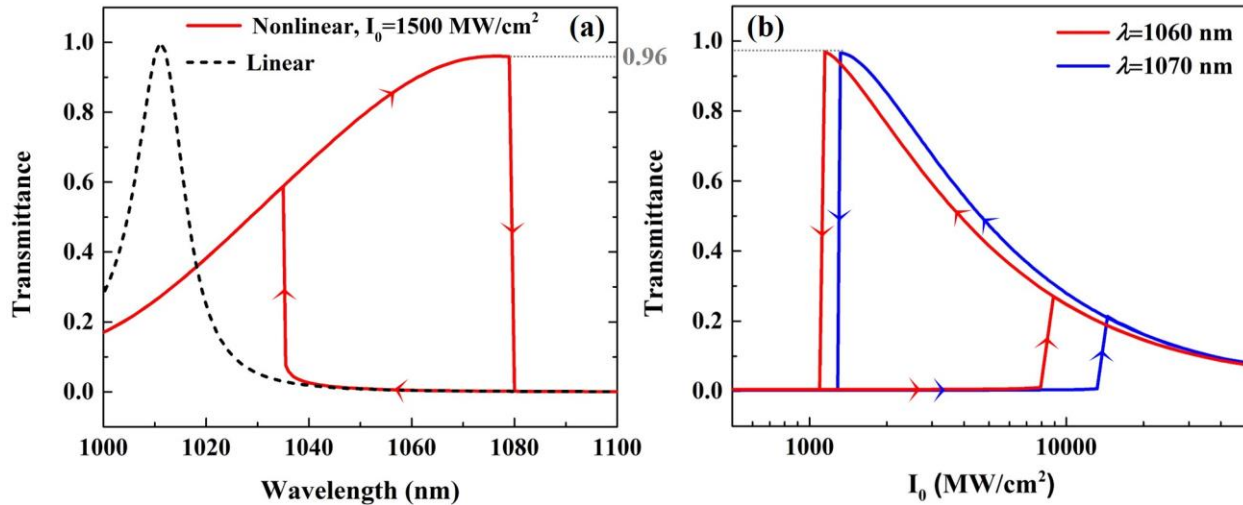 Nonlinear, I₀=1500 MW/cm²
Linear
(a)
0.96
1.0
0.8
0.6
0.4
0.2
0.0
Transmittance
1000 1020 1040 1060 1080 1100
Wavelength (nm)
(b)
λ=1060 nm
λ=1070 nm
1.0
0.8
0.6
0.4
0.2
0.0
Transmittance
1000 10000
I₀ (MW/cm²)